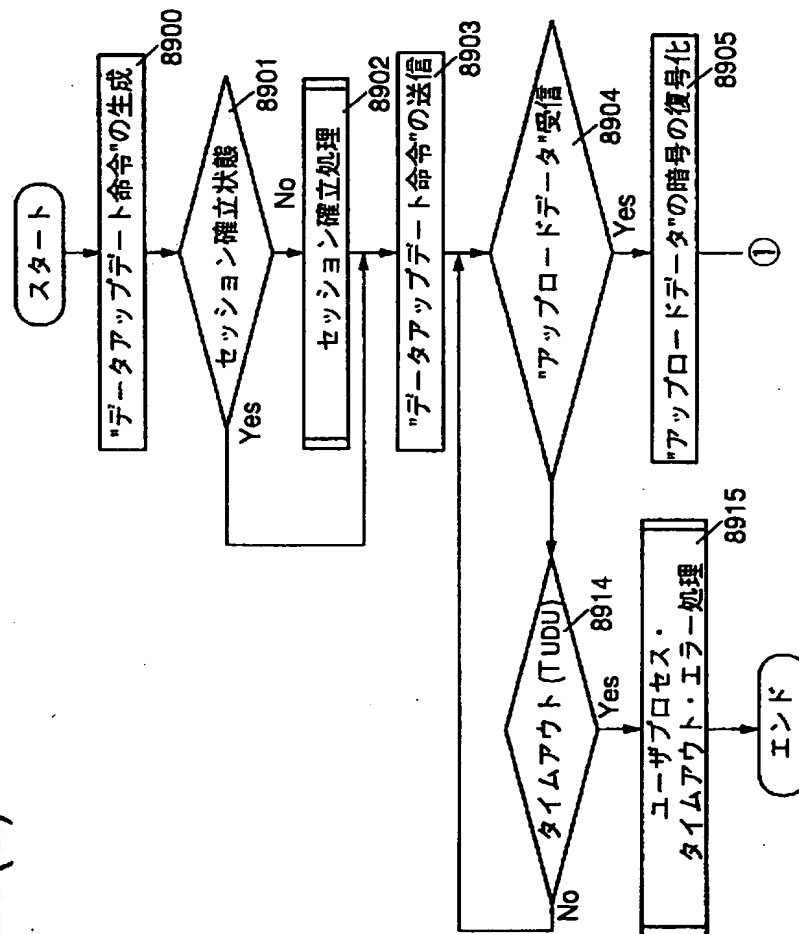 スタート
"データアップデート命令"の生成
8900
セッション確立状態
8901
Yes
No
セッション確立処理
8902
"データアップデート命令"の送信
8903
"アップロードデータ"受信
8904
Yes
"アップロードデータ"の暗号の復号化
8905
①
タイムアウト(TUDU)
8914
No
Yes
ユーザプロセス・
タイムアウト・エラー処理
8915
エンド